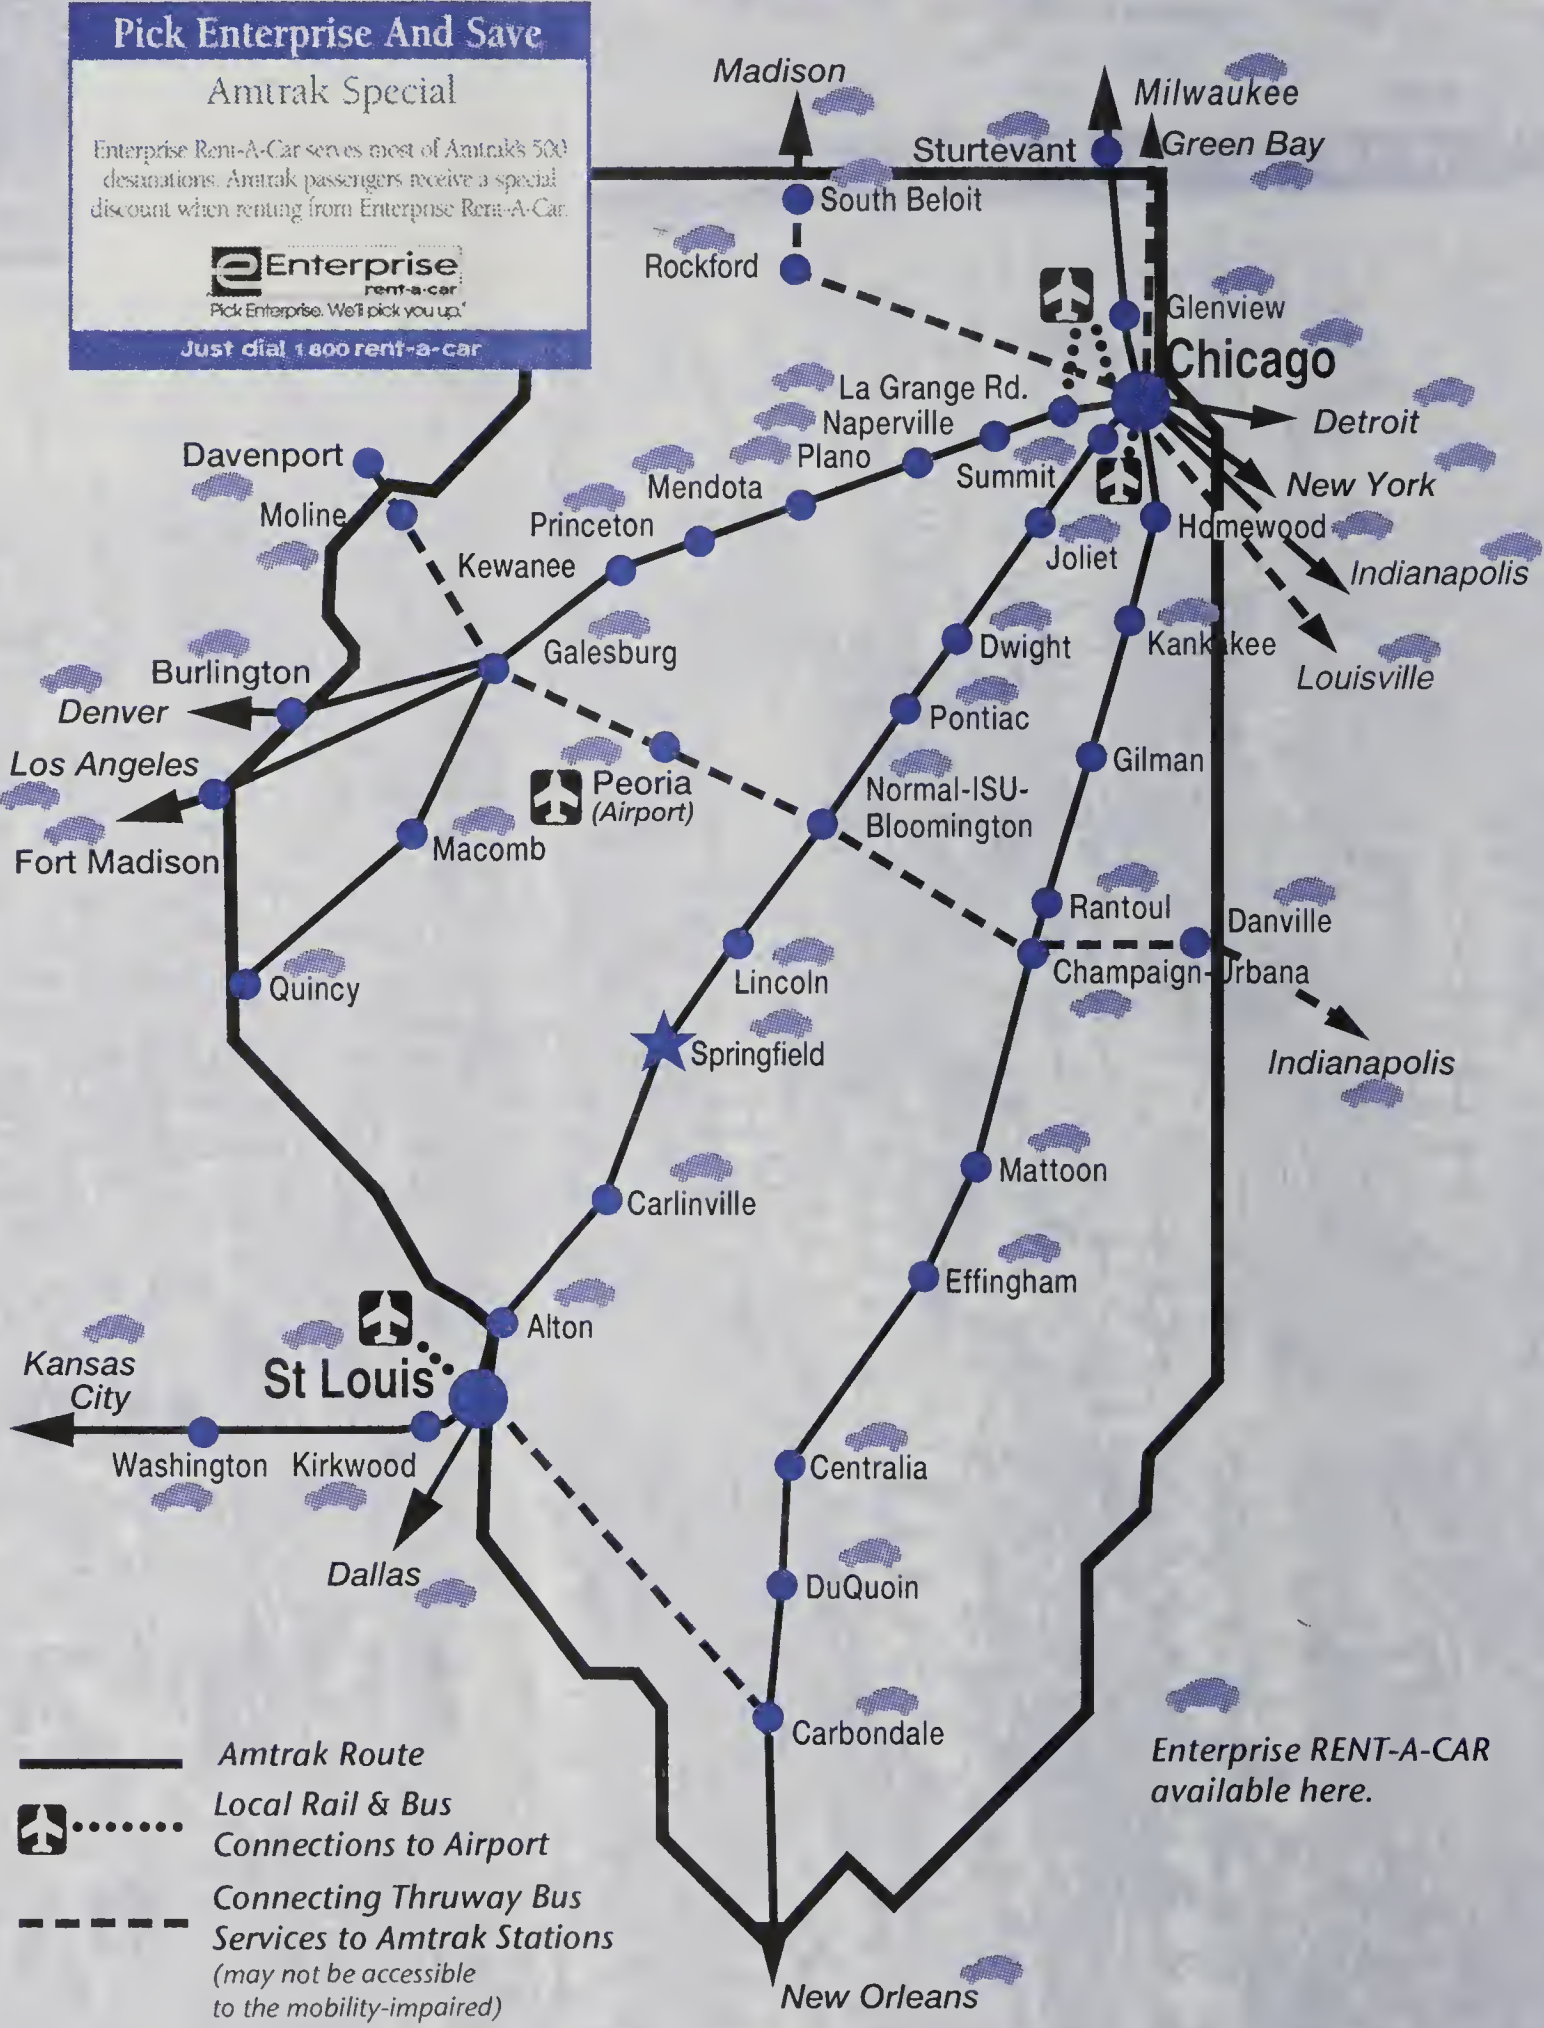 Pick Enterprise And Save
Amtrak Special
Enterprise Rent-A-Car serves most of Amtrak's 500
destinations. Amtrak passengers receive a special
discount when renting from Enterprise Rent-A-Car.
e Enterprise
rent-a-car
Pick Enterprise. We'll pick you up.
Just dial 1 800 rent-a-car
Madison
Milwaukee
Sturtevant
Green Bay
South Beloit
Rockford
Glenview
Chicago
La Grange Rd.
Naperville
Plano
Summit
Detroit
Davenport
Mendota
New York
Moline
Princeton
Homewood
Kewanee
Joliet
Indianapolis
Galesburg
Dwight
Kankakee
Burlington
Louisville
Denver
Pontiac
Los Angeles
Gilman
Peoria
(Airport)
Normal-ISU-
Bloomington
Fort Madison
Macomb
Rantoul
Danville
Quincy
Lincoln
Champaign-Urbana
Springfield
Indianapolis
Mattoon
Carlinville
Effingham
Alton
Kansas
City
St Louis
Washington
Kirkwood
Centralia
Dallas
DuQuoin
Carbondale
Amtrak Route
Local Rail & Bus
Connections to Airport
Connecting Thruway Bus
Services to Amtrak Stations
(may not be accessible
to the mobility-impaired)
Enterprise RENT-A-CAR
available here.
New Orleans